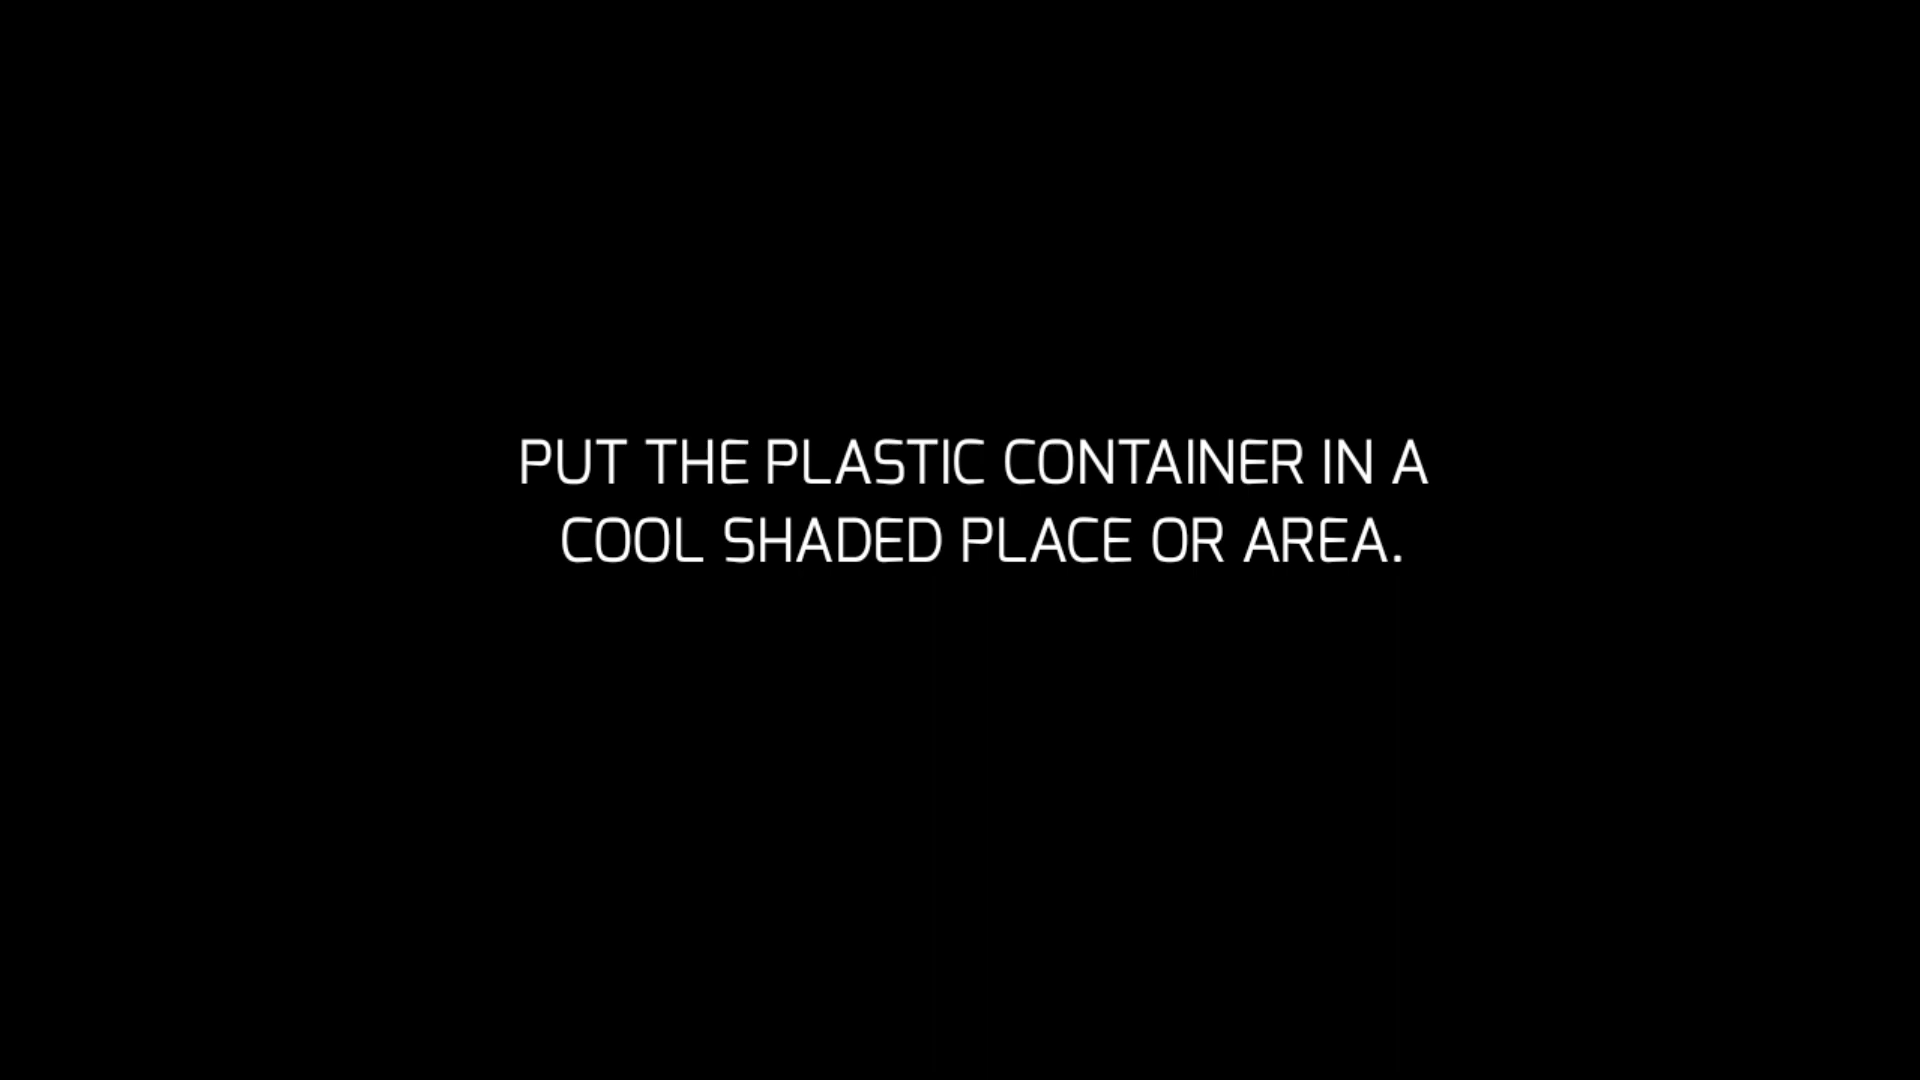 PUT THE PLASTIC CONTAINER IN A
COOL SHADED PLACE OR AREA.